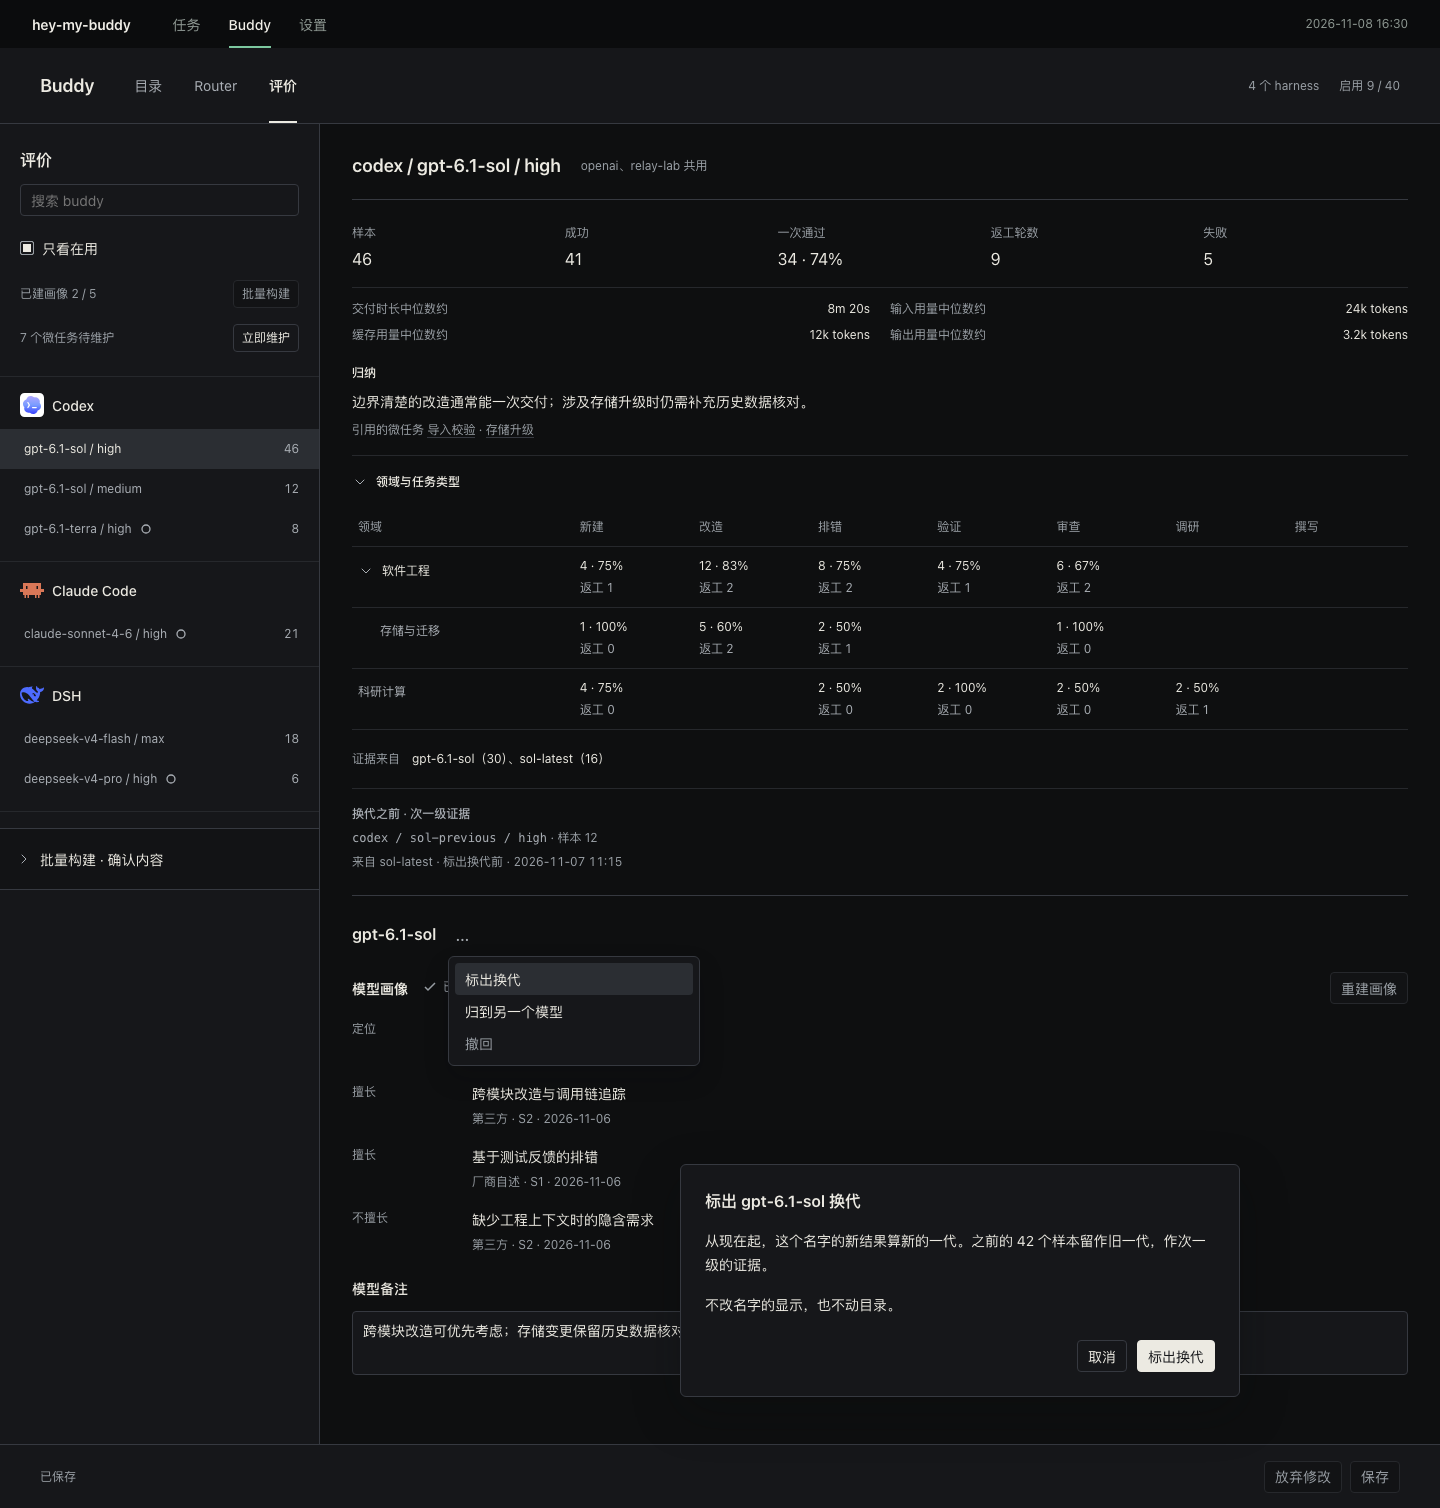 hey-my-buddy 任务 Buddy 设置 2026-11-08 16:30
Buddy 目录 Router 评价 4 个 harness 启用 9 / 40
评价
搜索 buddy
只看在用
已建画像 2 / 5 批量构建
7 个微任务待维护 立即维护
Codex
gpt-6.1-sol / high 46
gpt-6.1-sol / medium 12
gpt-6.1-terra / high 8
Claude Code
claude-sonnet-4-6 / high 21
DSH
deepseek-v4-flash / max 18
deepseek-v4-pro / high 6
批量构建 · 确认内容
codex / gpt-6.1-sol / high openai、relay-lab 共用
样本 成功 一次通过 返工轮数 失败
46 41 34 · 74% 9 5
交付时长中位数约 8m 20s 输入用量中位数约 24k tokens
缓存用量中位数约 12k tokens 输出用量中位数约 3.2k tokens
归纳
边界清楚的改造通常能一次交付；涉及存储升级时仍需补充历史数据核对。
引用的微任务 导入校验 · 存储升级
领域与任务类型
领域 新建 改造 排错 验证 审查 调研 撰写
软件工程 4 · 75% 12 · 83% 8 · 75% 4 · 75% 6 · 67%
返工 1 返工 2 返工 2 返工 1 返工 2
存储与迁移 1 · 100% 5 · 60% 2 · 50% 1 · 100%
返工 0 返工 2 返工 1 返工 0
科研计算 4 · 75% 2 · 50% 2 · 100% 2 · 50% 2 · 50%
返工 0 返工 0 返工 0 返工 0 返工 1
证据来自 gpt-6.1-sol（30）、sol-latest（16）
换代之前 · 次一级证据
codex / sol-previous / high · 样本 12
来自 sol-latest · 标出换代前 · 2026-11-07 11:15
gpt-6.1-sol ...
标出换代
归到另一个模型
撤回
模型画像 重建画像
定位
擅长 跨模块改造与调用链追踪
第三方 · S2 · 2026-11-06
擅长 基于测试反馈的排错
厂商自述 · S1 · 2026-11-06
不擅长 缺少工程上下文时的隐含需求
第三方 · S2 · 2026-11-06
模型备注
跨模块改造可优先考虑；存储变更保留历史数据核对
标出 gpt-6.1-sol 换代
从现在起，这个名字的新结果算新的一代。之前的 42 个样本留作旧一代，作次一
级的证据。
不改名字的显示，也不动目录。
取消 标出换代
已保存 放弃修改 保存